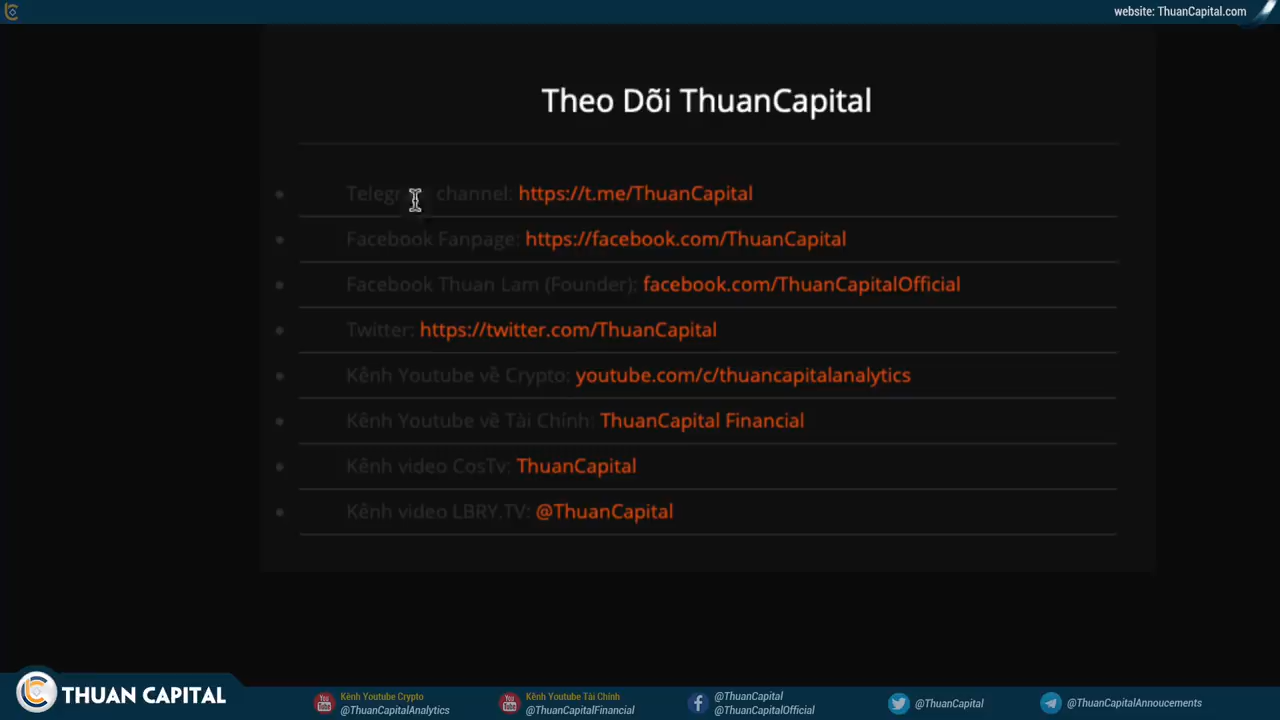 website: ThuanCapital.com
Theo Dõi ThuanCapital
Telegr channel: https://t.me/ThuanCapital
Facebook Fanpage: https://facebook.com/ThuanCapital
Facebook Thuan Lam (Founder): facebook.com/ThuanCapitalOfficial
Twitter: https://twitter.com/ThuanCapital
Kênh Youtube về Crypto: youtube.com/c/thuancapitalanalytics
Kênh Youtube về Tài Chính: ThuanCapital Financial
Kênh video CosTv: ThuanCapital
Kênh video LBRY.TV: @ThuanCapital
THUAN CAPITAL
Kênh Youtube Crypto
@ThuanCapitalAnalytics
Kênh Youtube Tài Chính
@ThuanCapitalFinancial
@ThuanCapital
@ThuanCapitalOfficial
@ThuanCapital
@ThuanCapitalAnnoucements